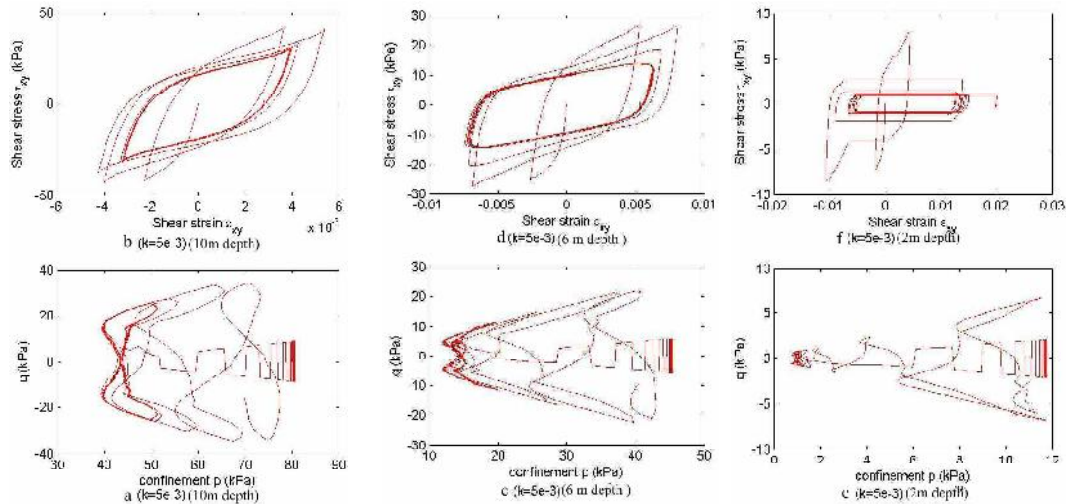 50
0
-50
-6 -4 -2 0 2 4 6
Shear stress τxy (kPa)
Shear strain εxy
x 10⁻³
b (k=5e 3)(10m depth)
30
20
10
0
-10
-20
-30
-0.01 -0.005 0 0.005 0.01
Shear stress τxy (kPa)
Shear strain εxy
d (k=5e-3)(6 m depth )
10
5
0
-5
-10
-0.02 -0.01 0 0.01 0.02 0.03
Shear stress τxy (kPa)
Shear strain εxy
f (k=5e-3)(2m depth)
40
20
0
-20
-40
30 40 50 60 70 80 90
q (kPa)
confinement p (kPa)
a (k=5e 3)(10m depth)
30
20
10
0
-10
-20
-30
10 20 30 40 50
q (kPa)
confinement p (kPa)
c (k=5e-3)(6 m depth )
10
5
0
-5
-10
0 2 4 6 8 10 12
q (kPa)
confinement p (kPa)
e (k=5e-3)(2m depth)